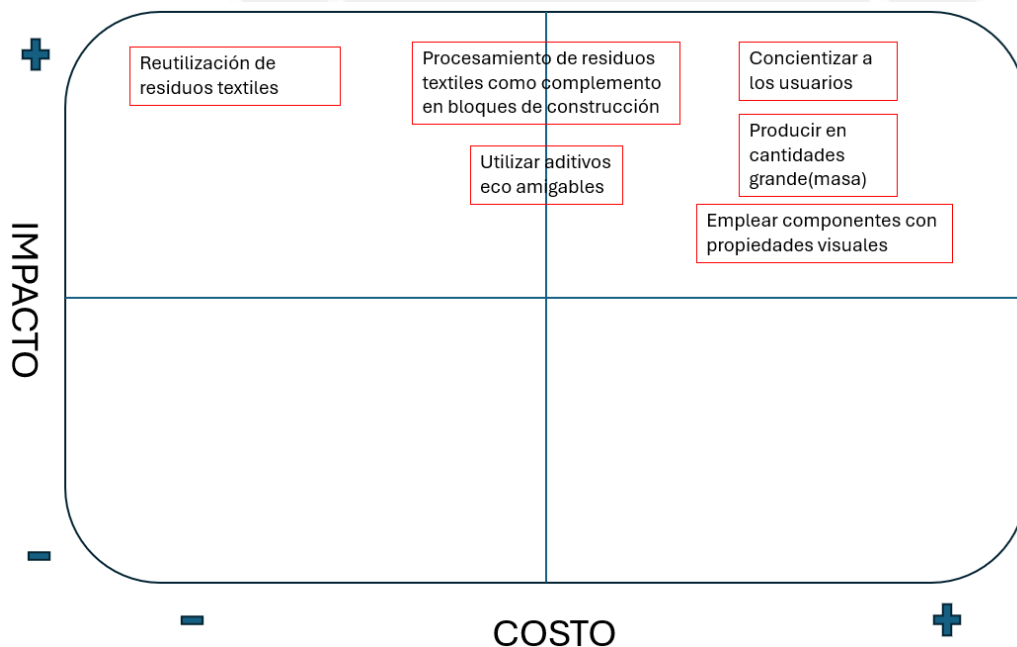 Reutilización de
residuos textiles
Procesamiento de residuos
textiles como complemento
en bloques de construcción
Concientizar a
los usuarios
Producir en
cantidades
grande(masa)
Utilizar aditivos
eco amigables
Emplear componentes con
propiedades visuales
IMPACTO
COSTO